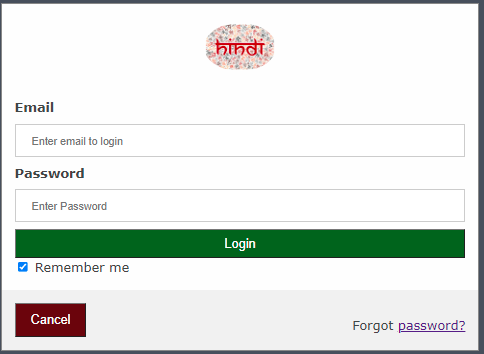 hindi
Email
Enter email to login
Password
Enter Password
Login
Remember me
Cancel
Forgot password?